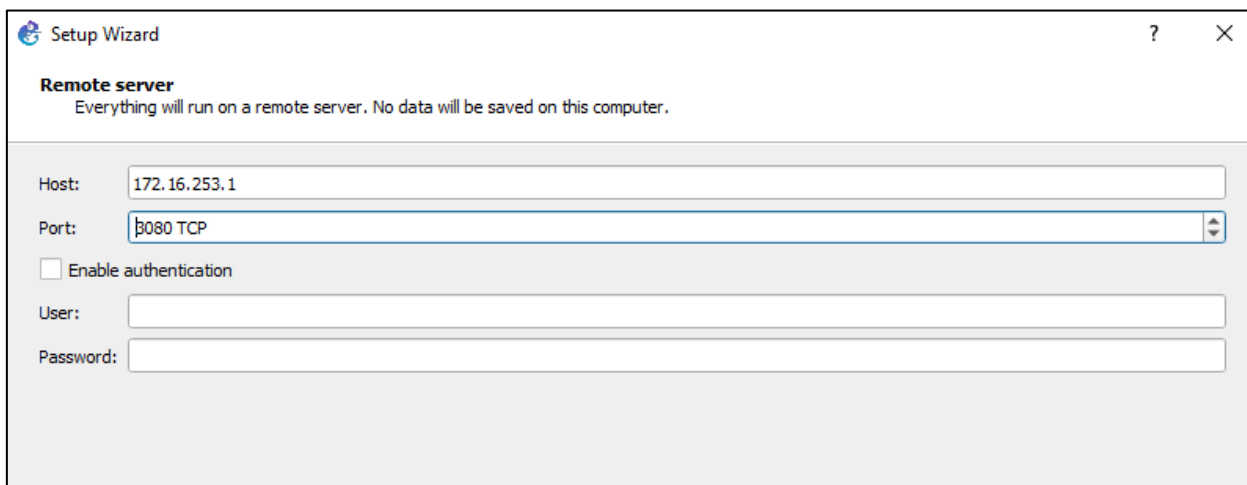 Setup Wizard ?
Remote server
Everything will run on a remote server. No data will be saved on this computer.
Host: 172.16.253.1
Port: 3080 TCP
Enable authentication
User:
Password: